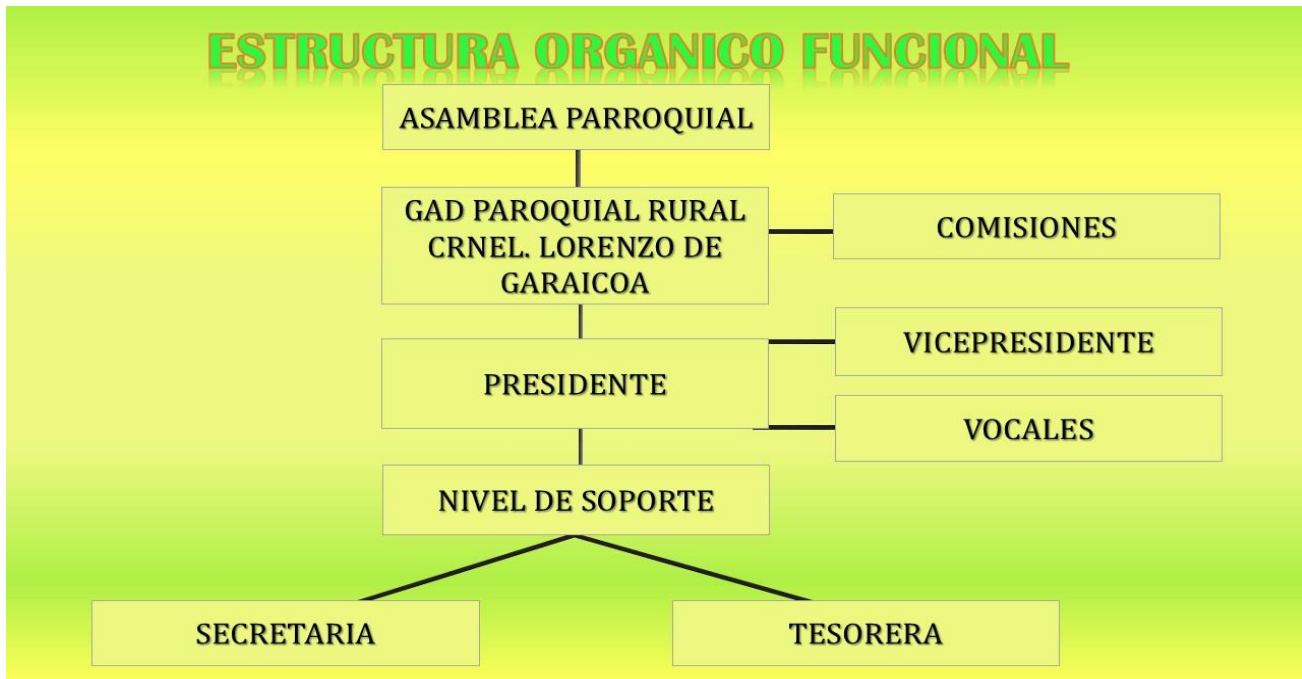 ESTRUCTURA ORGANICO FUNCIONAL
ASAMBLEA PARROQUIAL
GAD PAROQUIAL RURAL
CRNEL. LORENZO DE
GARAICOA
COMISIONES
VICEPRESIDENTE
PRESIDENTE
VOCALES
NIVEL DE SOPORTE
SECRETARIA
TESORERA